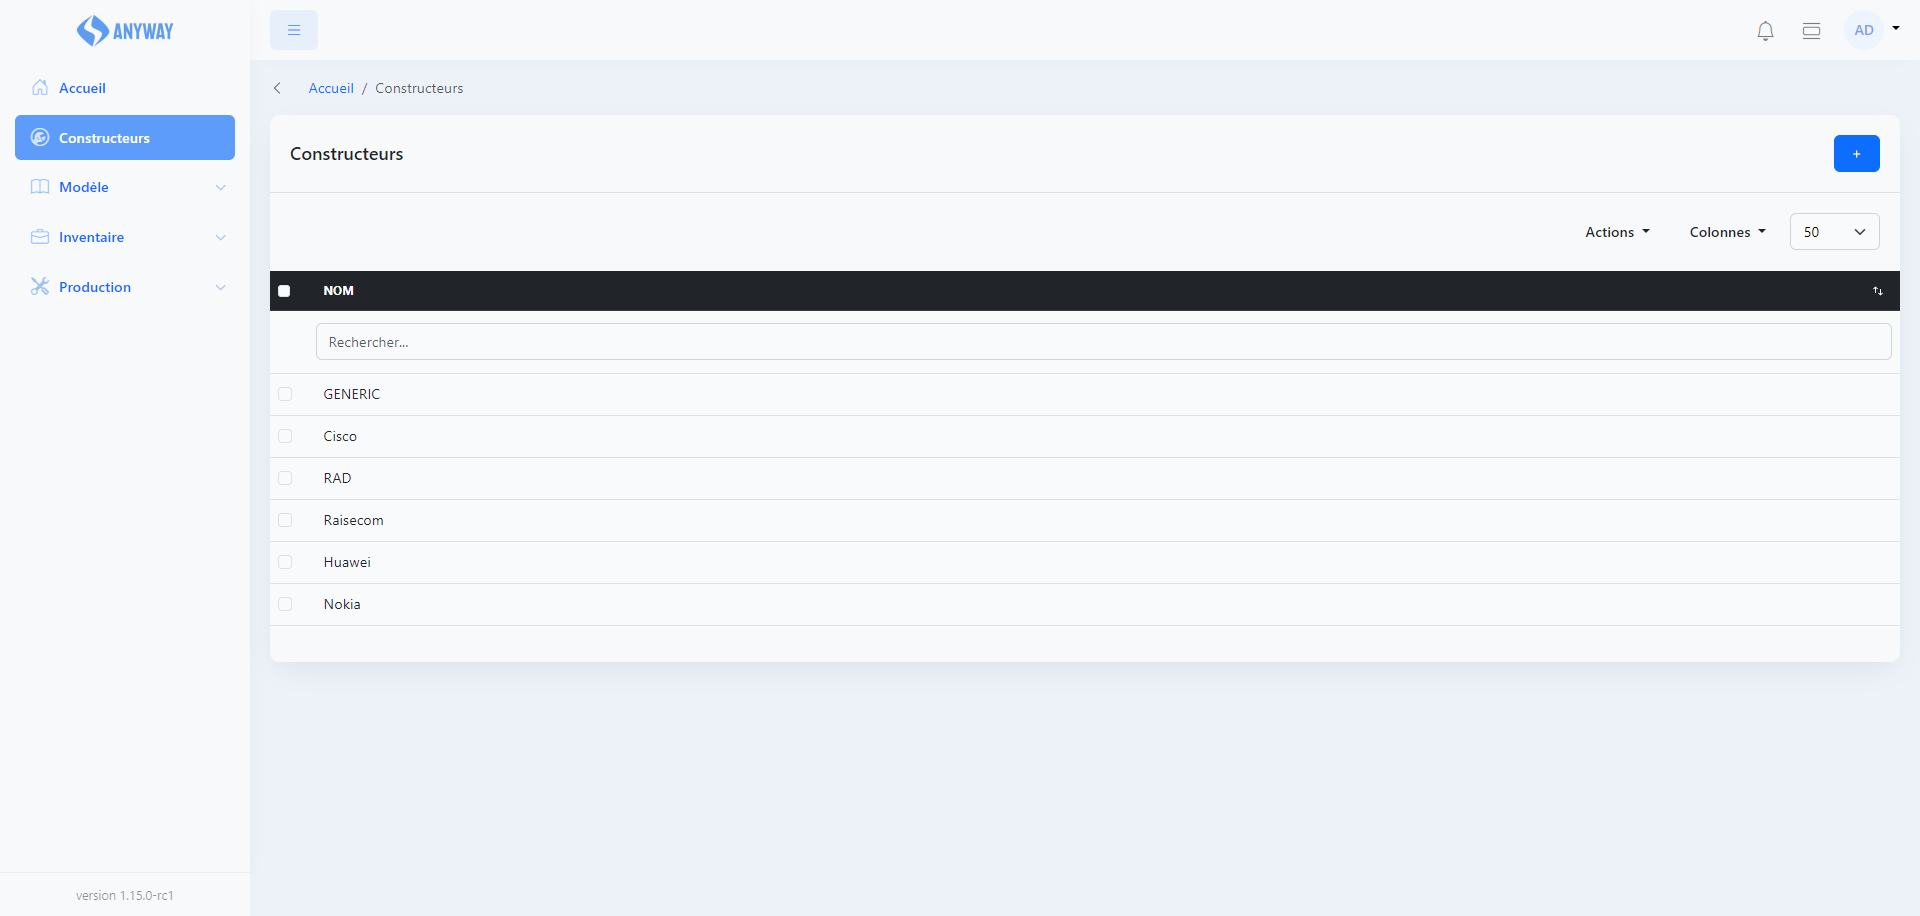 ANYWAY
AD
Accueil
Constructeurs
Modèle
Inventaire
Production
version 1.15.0-rc1
Accueil / Constructeurs
Constructeurs
+
Actions Colonnes 50
NOM
Rechercher...
GENERIC
Cisco
RAD
Raisecom
Huawei
Nokia